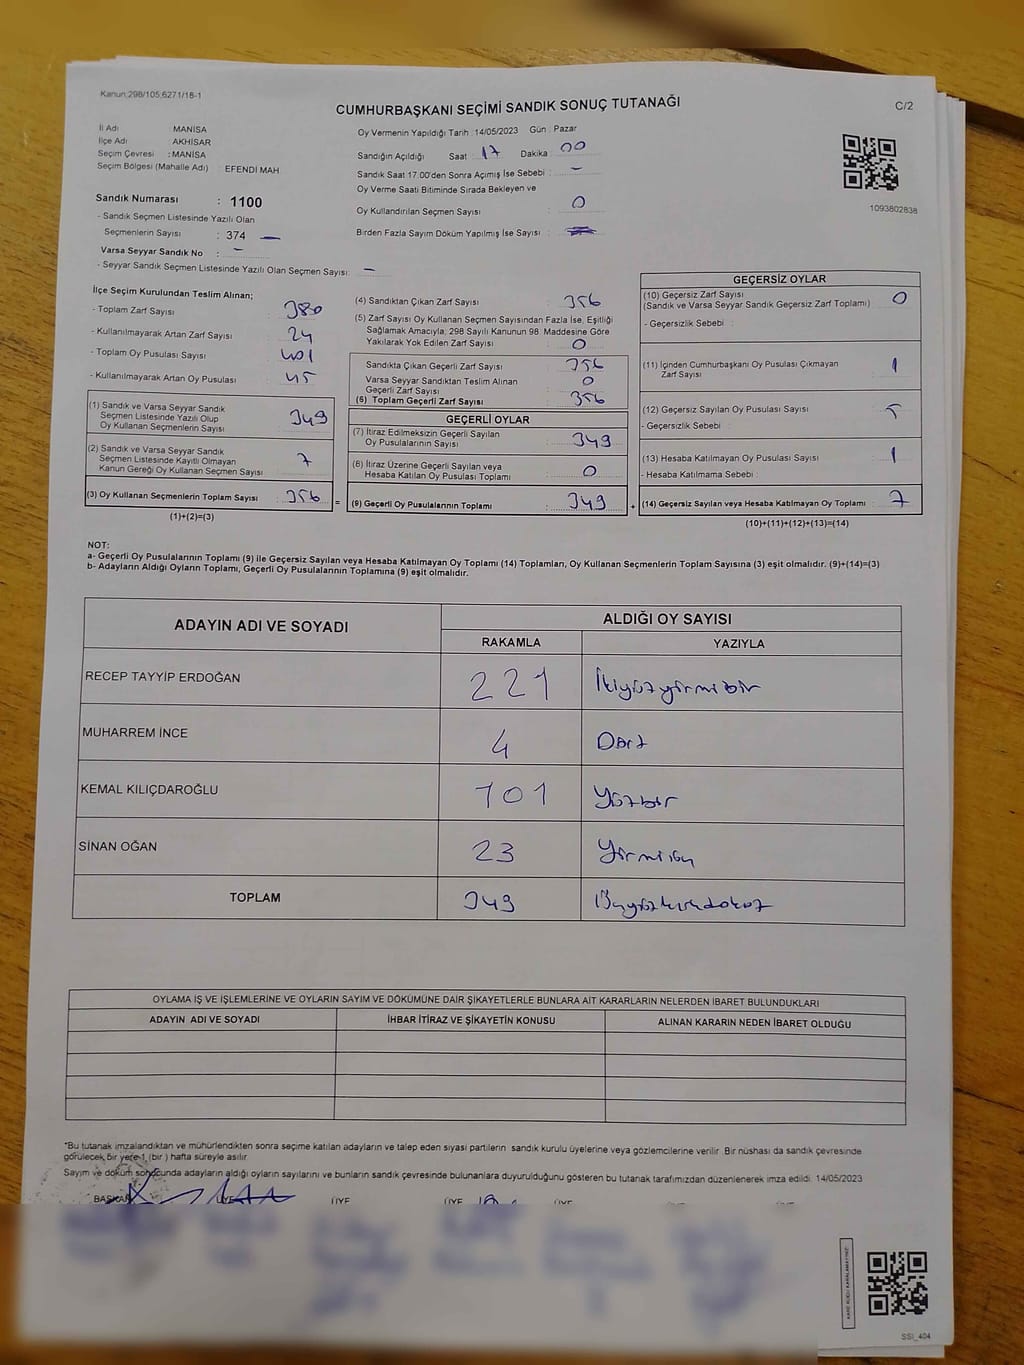 Kanun;298/105;6271/18-1
CUMHURBAŞKANI SEÇİMİ SANDIK SONUÇ TUTANAĞI
C/2
İl Adı MANİSA
İlçe Adı AKHİSAR
Seçim Çevresi : MANİSA
Seçim Bölgesi (Mahalle Adı) : EFENDİ MAH
Sandık Numarası : 1100
- Sandık Seçmen Listesinde Yazılı Olan
Seçmenlerin Sayısı : 374 —
Varsa Seyyar Sandık No : -
- Seyyar Sandık Seçmen Listesinde Yazılı Olan Seçmen Sayısı: -
Oy Vermenin Yapıldığı Tarih : 14/05/2023 Gün : Pazar
Sandığın Açıldığı Saat 17 Dakika 00
Sandık Saat 17:00'den Sonra Açımış İse Sebebi : -
Oy Verme Saati Bitiminde Sırada Bekleyen ve
Oy Kullandırılan Seçmen Sayısı : 0
Birden Fazla Sayım Döküm Yapılmış İse Sayısı :
1093802838
İlçe Seçim Kurulundan Teslim Alınan;
- Toplam Zarf Sayısı : 380
- Kullanılmayarak Artan Zarf Sayısı : 24
- Toplam Oy Pusulası Sayısı : 401
- Kullanılmayarak Artan Oy Pusulası : 45
(1) Sandık ve Varsa Seyyar Sandık
Seçmen Listesinde Yazılı Olup
Oy Kullanan Seçmenlerin Sayısı : 349
(2) Sandık ve Varsa Seyyar Sandık
Seçmen Listesinde Kayıtlı Olmayan
Kanun Gereği Oy Kullanan Seçmen Sayısı : 7
(3) Oy Kullanan Seçmenlerin Toplam Sayısı : 356 =
(1)+(2)=(3)
(4) Sandıktan Çıkan Zarf Sayısı : 356
(5) Zarf Sayısı Oy Kullanan Seçmen Sayısından Fazla İse, Eşitliği
Sağlamak Amacıyla; 298 Sayılı Kanunun 98. Maddesine Göre
Yakılarak Yok Edilen Zarf Sayısı : 0
Sandıkta Çıkan Geçerli Zarf Sayısı : 356
Varsa Seyyar Sandıktan Teslim Alınan
Geçerli Zarf Sayısı : 0
(6) Toplam Geçerli Zarf Sayısı : 356
GEÇERLİ OYLAR
(7) İtiraz Edilmeksizin Geçerli Sayılan
Oy Pusulalarının Sayısı : 349
(8) İtiraz Üzerine Geçerli Sayılan veya
Hesaba Katılan Oy Pusulası Toplamı : 0
(9) Geçerli Oy Pusulalarının Toplamı : 349 +
GEÇERSİZ OYLAR
(10) Geçersiz Zarf Sayısı
(Sandık ve Varsa Seyyar Sandık Geçersiz Zarf Toplamı) : 0
- Geçersizlik Sebebi :
(11) İçinden Cumhurbaşkanı Oy Pusulası Çıkmayan
Zarf Sayısı : 1
(12) Geçersiz Sayılan Oy Pusulası Sayısı : 5
- Geçersizlik Sebebi :
(13) Hesaba Katılmayan Oy Pusulası Sayısı : 1
- Hesaba Katılmama Sebebi :
(14) Geçersiz Sayılan veya Hesaba Katılmayan Oy Toplamı : 7
(10)+(11)+(12)+(13)=(14)
NOT:
a- Geçerli Oy Pusulalarının Toplamı (9) ile Geçersiz Sayılan veya Hesaba Katılmayan Oy Toplamı (14) Toplamları, Oy Kullanan Seçmenlerin Toplam Sayısına (3) eşit olmalıdır. (9)+(14)=(3)
b- Adayların Aldığı Oyların Toplamı, Geçerli Oy Pusulalarının Toplamına (9) eşit olmalıdır.
ADAYIN ADI VE SOYADI ALDIĞI OY SAYISI
RAKAMLA YAZIYLA
RECEP TAYYİP ERDOĞAN 221 İkiyüzyirmibir
MUHARREM İNCE 4 Dört
KEMAL KILIÇDAROĞLU 101 Yüzbir
SİNAN OĞAN 23 Yirmiüç
TOPLAM 349 Üçyüzkırkdokuz
OYLAMA İŞ VE İŞLEMLERİNE VE OYLARIN SAYIM VE DÖKÜMÜNE DAİR ŞİKAYETLERLE BUNLARA AİT KARARLARIN NELERDEN İBARET BULUNDUKLARI
ADAYIN ADI VE SOYADI İHBAR İTİRAZ VE ŞİKAYETİN KONUSU ALINAN KARARIN NEDEN İBARET OLDUĞU
*Bu tutanak imzalandıktan ve mühürlendikten sonra seçime katılan adayların ve talep eden siyasi partilerin sandık kurulu üyelerine veya gözlemcilerine verilir. Bir nüshası da sandık çevresinde
görülecek bir yere 1 (bir) hafta süreyle asılır.
Sayım ve döküm sonucunda adayların aldığı oyların sayılarını ve bunların sandık çevresinde bulunanlara duyurulduğunu gösteren bu tutanak tarafımızdan düzenlenerek imza edildi. 14/05/2023
BAŞKAN ÜYE ÜYE ÜYE ÜYE ÜYE
KARE KODU KARALAMAYINIZ!
SSI_404